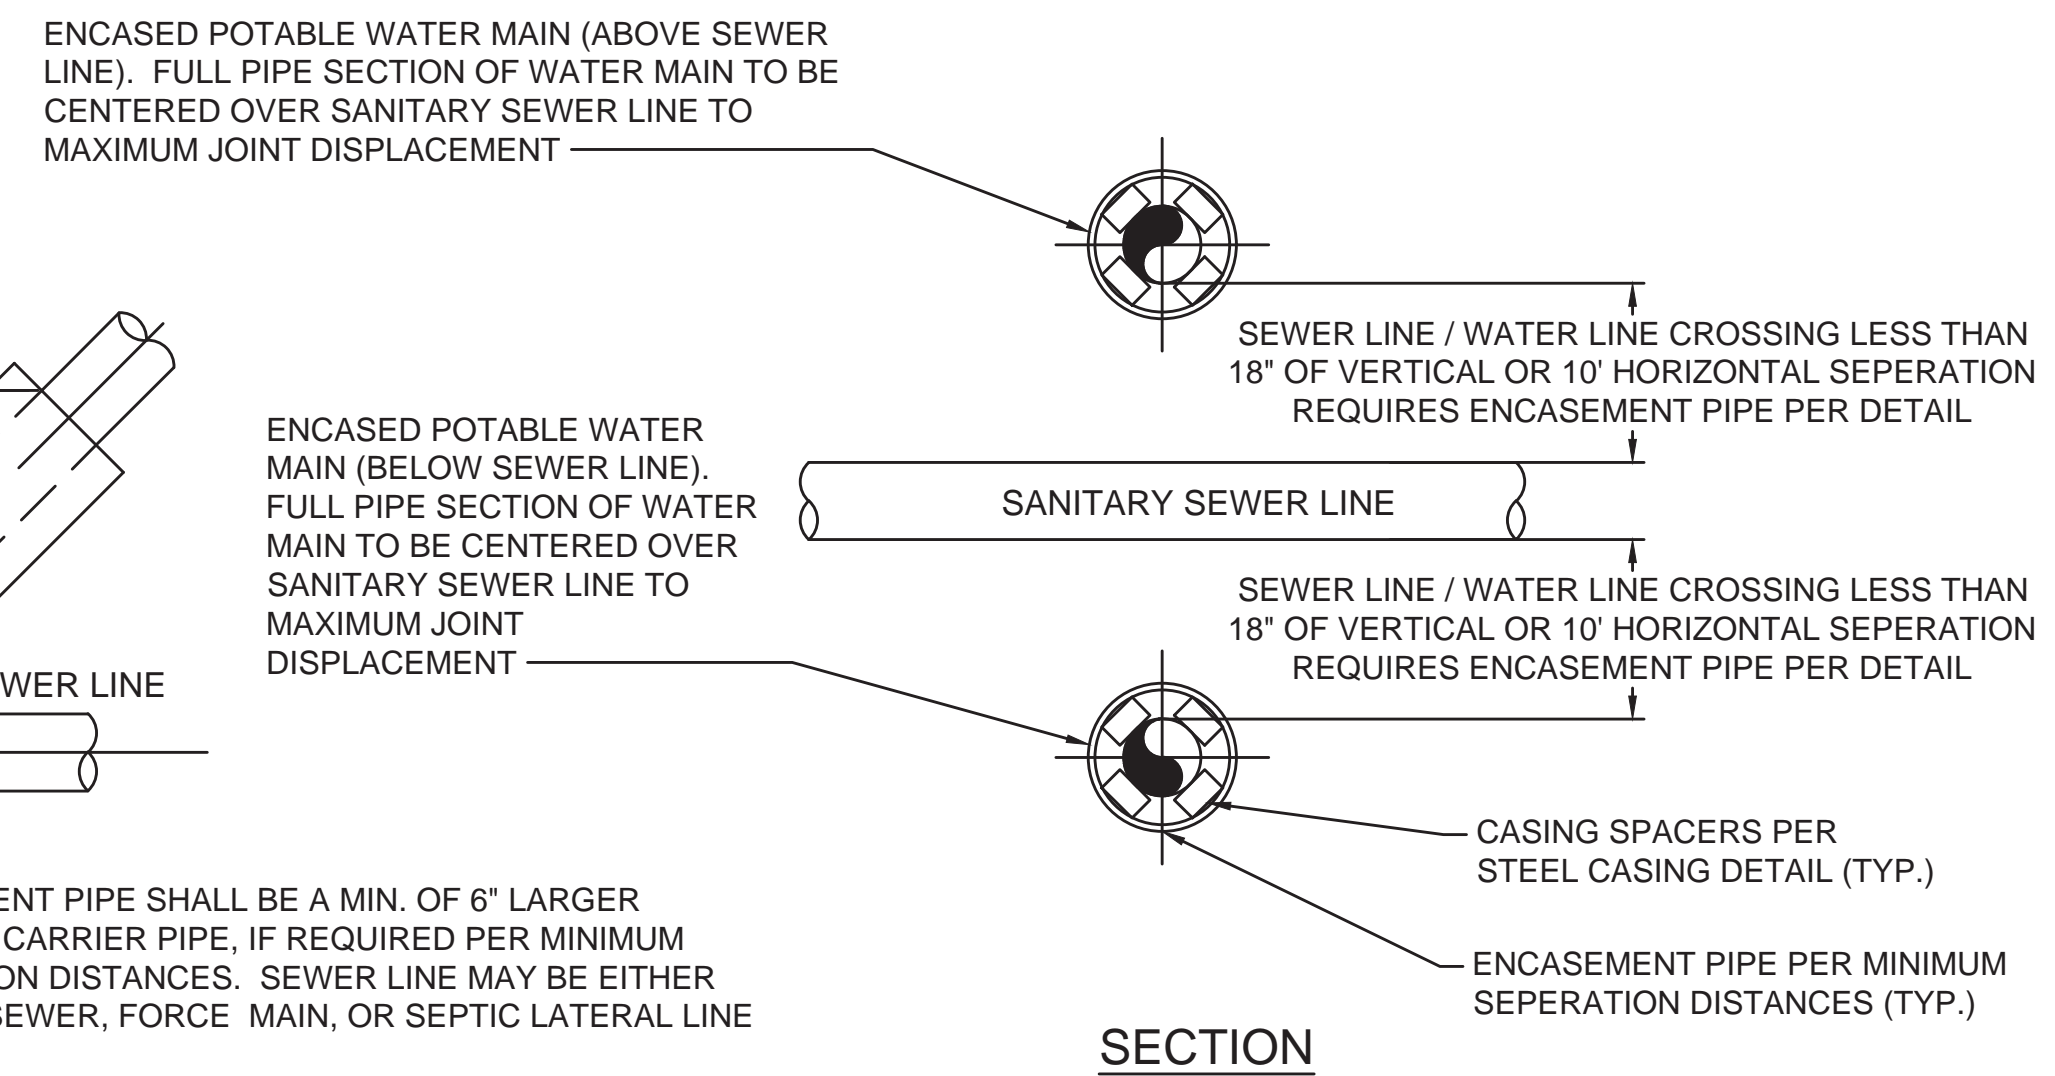 ENCASED POTABLE WATER MAIN (ABOVE SEWER
LINE). FULL PIPE SECTION OF WATER MAIN TO BE
CENTERED OVER SANITARY SEWER LINE TO
MAXIMUM JOINT DISPLACEMENT
SEWER LINE / WATER LINE CROSSING LESS THAN
18" OF VERTICAL OR 10' HORIZONTAL SEPERATION
REQUIRES ENCASEMENT PIPE PER DETAIL
ENCASED POTABLE WATER
MAIN (BELOW SEWER LINE).
FULL PIPE SECTION OF WATER
MAIN TO BE CENTERED OVER
SANITARY SEWER LINE TO
MAXIMUM JOINT
DISPLACEMENT
SANITARY SEWER LINE
SEWER LINE / WATER LINE CROSSING LESS THAN
18" OF VERTICAL OR 10' HORIZONTAL SEPERATION
REQUIRES ENCASEMENT PIPE PER DETAIL
WER LINE
CASING SPACERS PER
STEEL CASING DETAIL (TYP.)
ENT PIPE SHALL BE A MIN. OF 6" LARGER
CARRIER PIPE, IF REQUIRED PER MINIMUM
ON DISTANCES. SEWER LINE MAY BE EITHER
SEWER, FORCE MAIN, OR SEPTIC LATERAL LINE
ENCASEMENT PIPE PER MINIMUM
SEPERATION DISTANCES (TYP.)
SECTION